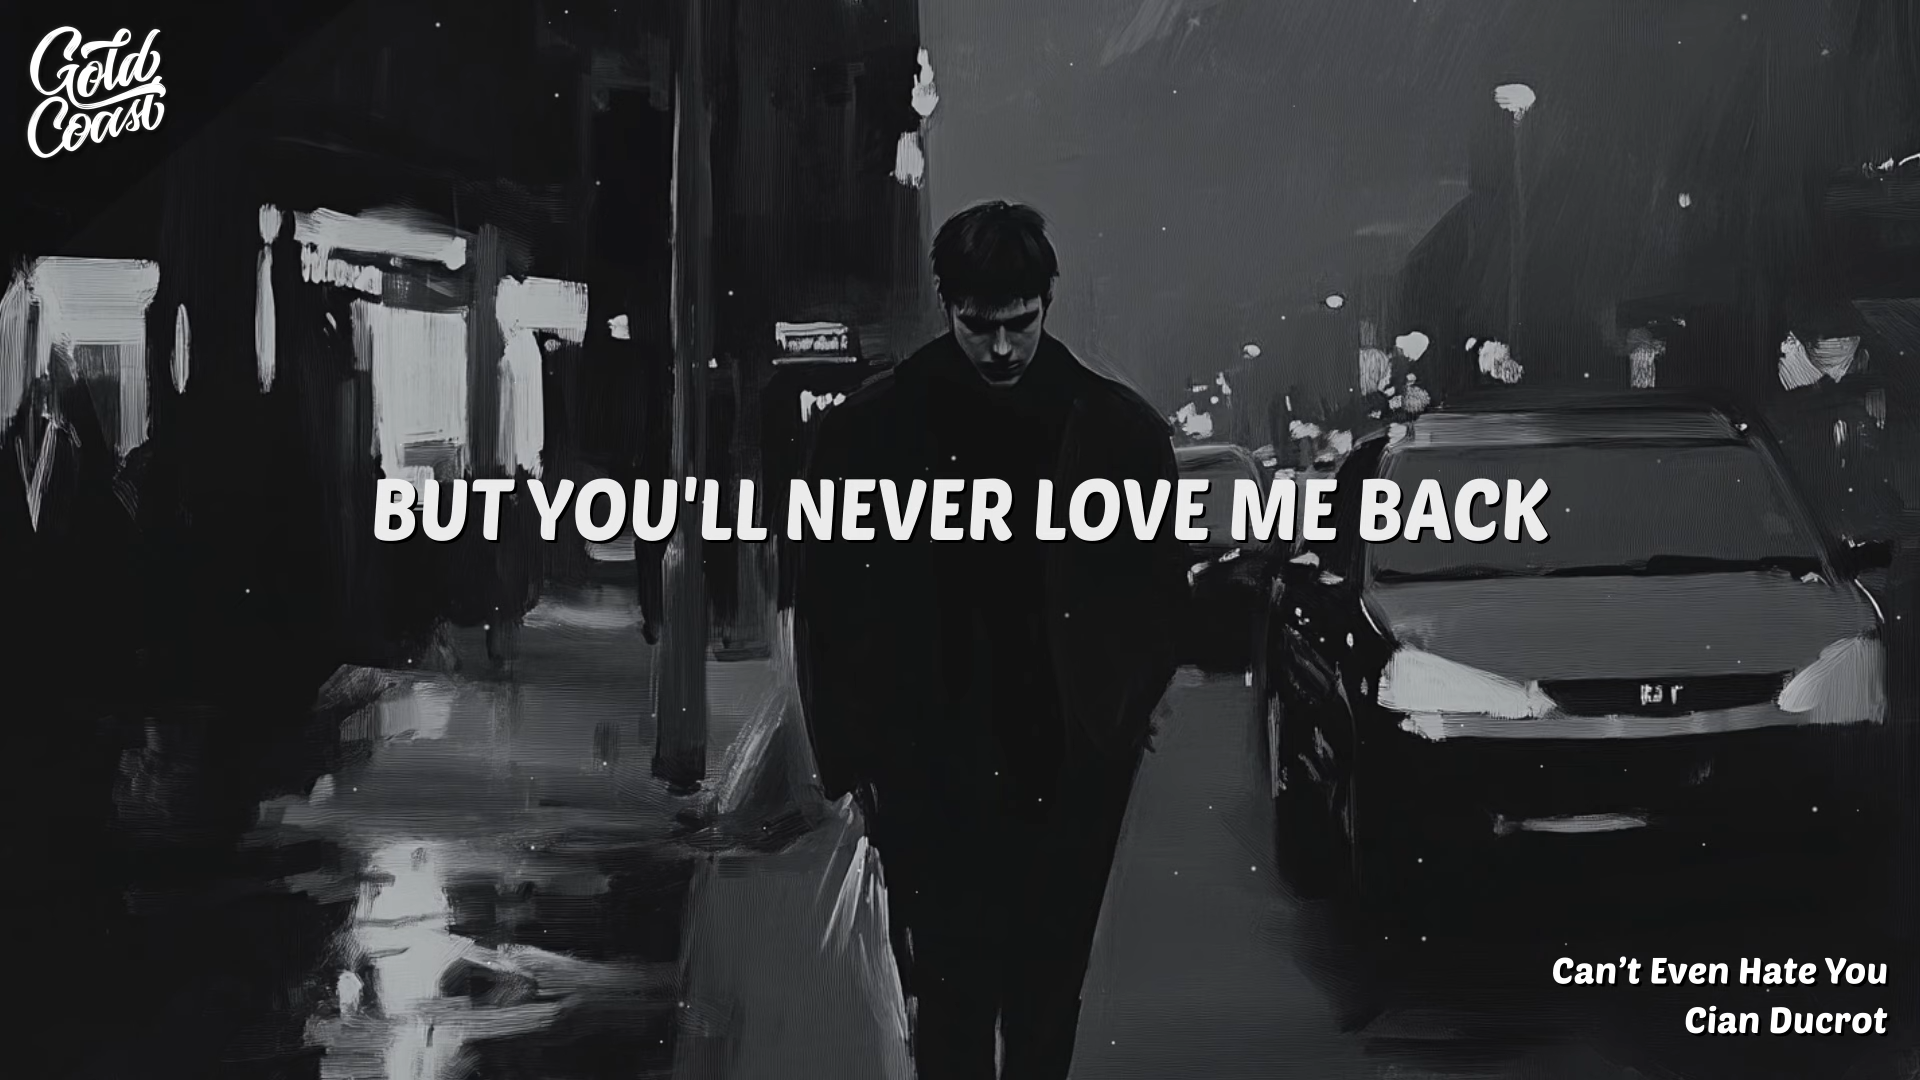 Gold
Coast
BUT YOU'LL NEVER LOVE ME BACK
Can’t Even Hate You
Cian Ducrot